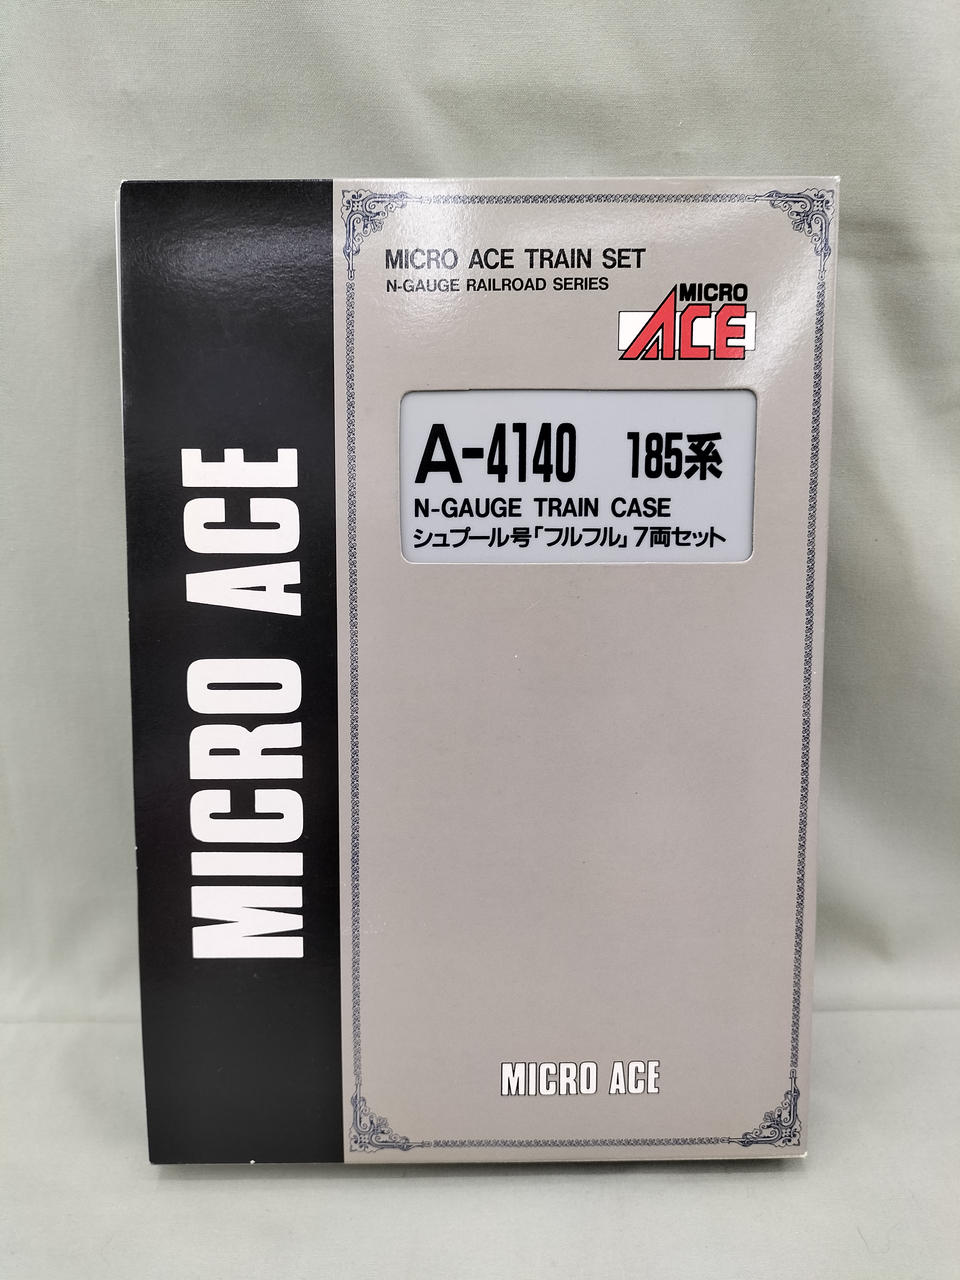 MICRO ACE
MICRO ACE TRAIN SET
N-GAUGE RAILROAD SERIES
MICRO
ACE
A-4140 185系
N-GAUGE TRAIN CASE
シュプール号「フルフル」7両セット
MICRO ACE